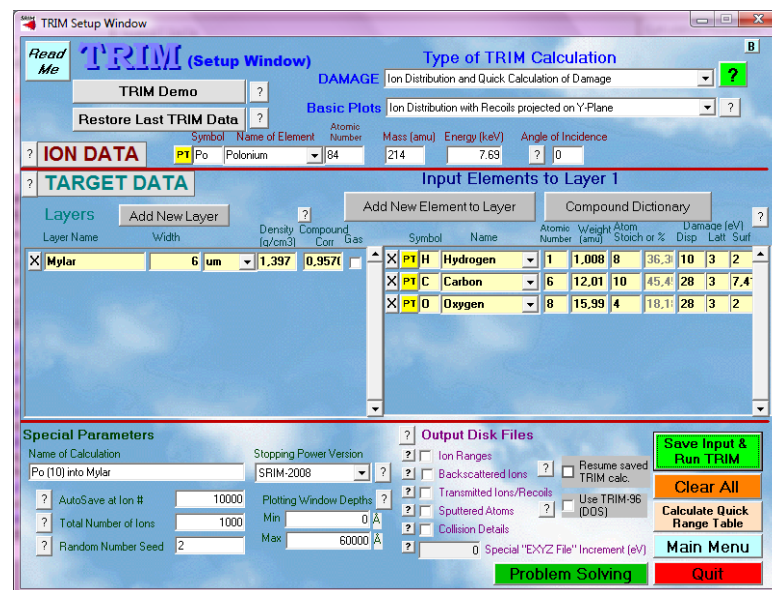 TRIM Setup Window
Read Me
TRIM (Setup Window)
Type of TRIM Calculation
B
DAMAGE Ion Distribution and Quick Calculation of Damage ?
TRIM Demo ?
Basic Plots Ion Distribution with Recoils projected on Y-Plane ?
Restore Last TRIM Data ?
Symbol Name of Element Atomic Number Mass (amu) Energy (keV) Angle of Incidence
? ION DATA PT Po Polonium 84 214 7.69 ? 0
? TARGET DATA
Input Elements to Layer 1
Layers Add New Layer ? Add New Element to Layer Compound Dictionary ?
Layer Name Width Density (g/cm3) Compound Corr Gas
Symbol Name Atomic Number Weight (amu) Atom Stoich or % Damage (eV) Disp Latt Surf
X Mylar 6 um 1,397 0,957
X PT H Hydrogen 1 1,008 8 36,3 10 3 2
X PT C Carbon 6 12,01 10 45,4 28 3 7,4
X PT O Oxygen 8 15,99 4 18,1 28 3 2
Special Parameters
Name of Calculation
Po (10) into Mylar
Stopping Power Version
SRIM-2008 ?
? AutoSave at Ion # 10000
? Total Number of Ions 1000
? Random Number Seed 2
Plotting Window Depths ?
Min 0 Å
Max 60000 Å
? Output Disk Files
? Ion Ranges
? Backscattered Ions
? Transmitted Ions/Recoils
? Sputtered Atoms
? Collision Details
? 0 Special "EXYZ File" Increment (eV)
? Resume saved TRIM calc.
? Use TRIM-96 (DOS)
Save Input & Run TRIM
Clear All
Calculate Quick Range Table
Main Menu
Problem Solving
Quit